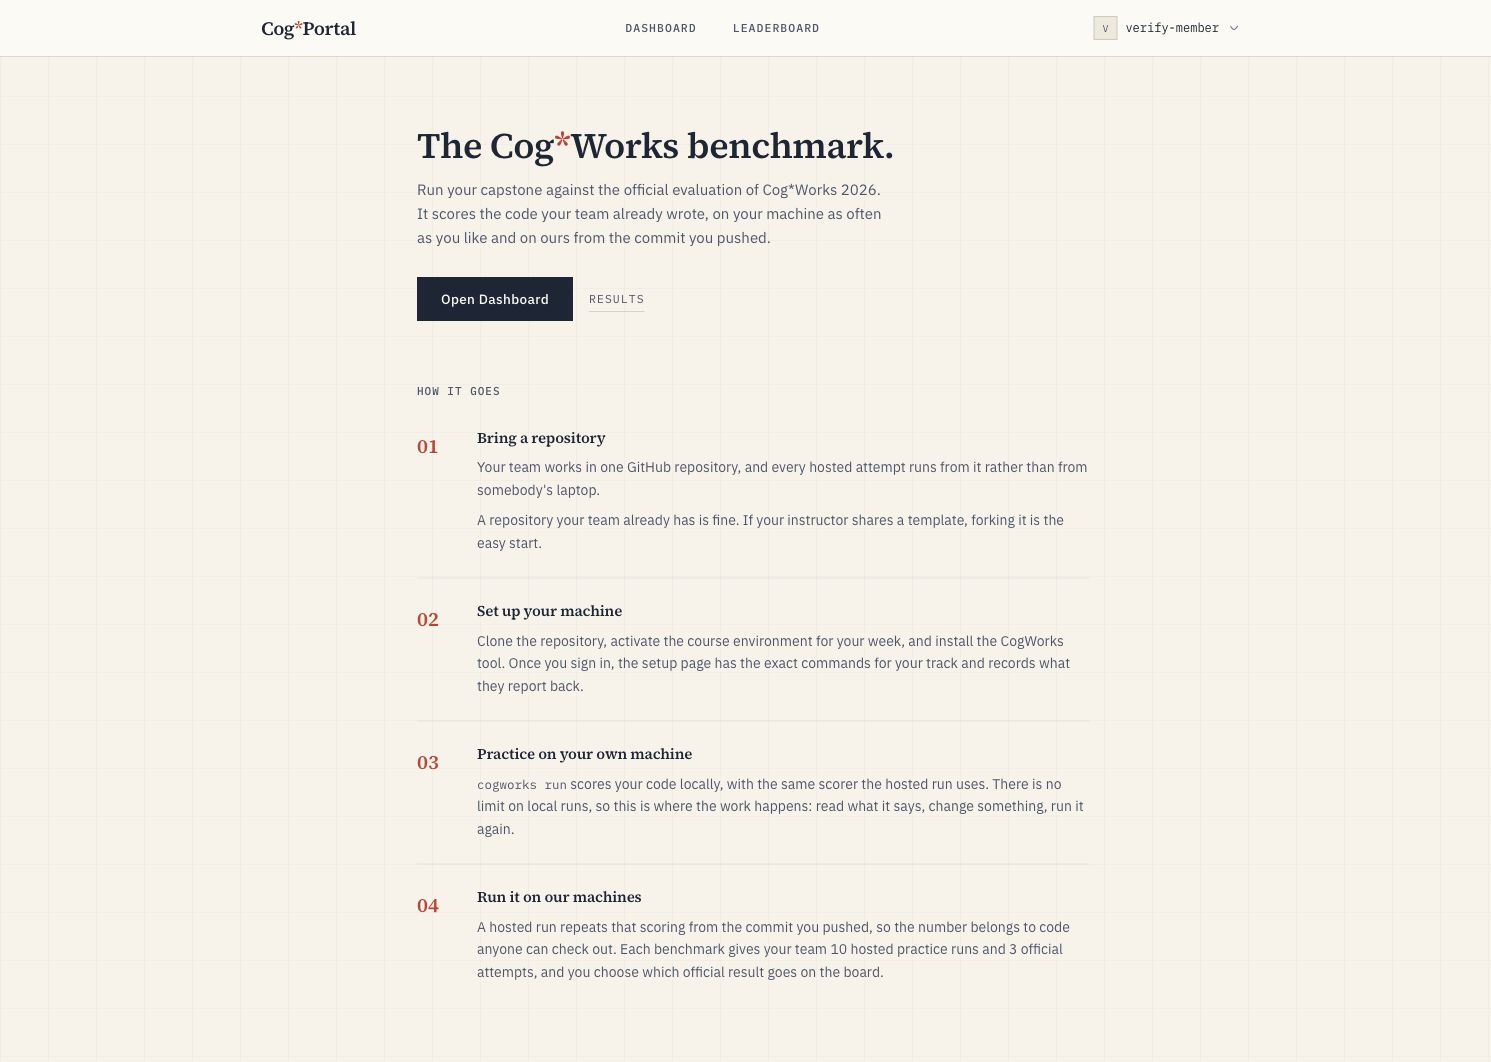 Cog*Portal
DASHBOARD
LEADERBOARD
V
verify-member
The Cog*Works benchmark.
Run your capstone against the official evaluation of Cog*Works 2026.
It scores the code your team already wrote, on your machine as often
as you like and on ours from the commit you pushed.
Open Dashboard
RESULTS
HOW IT GOES
01
Bring a repository
Your team works in one GitHub repository, and every hosted attempt runs from it rather than from
somebody's laptop.
A repository your team already has is fine. If your instructor shares a template, forking it is the
easy start.
02
Set up your machine
Clone the repository, activate the course environment for your week, and install the CogWorks
tool. Once you sign in, the setup page has the exact commands for your track and records what
they report back.
03
Practice on your own machine
cogworks run scores your code locally, with the same scorer the hosted run uses. There is no
limit on local runs, so this is where the work happens: read what it says, change something, run it
again.
04
Run it on our machines
A hosted run repeats that scoring from the commit you pushed, so the number belongs to code
anyone can check out. Each benchmark gives your team 10 hosted practice runs and 3 official
attempts, and you choose which official result goes on the board.